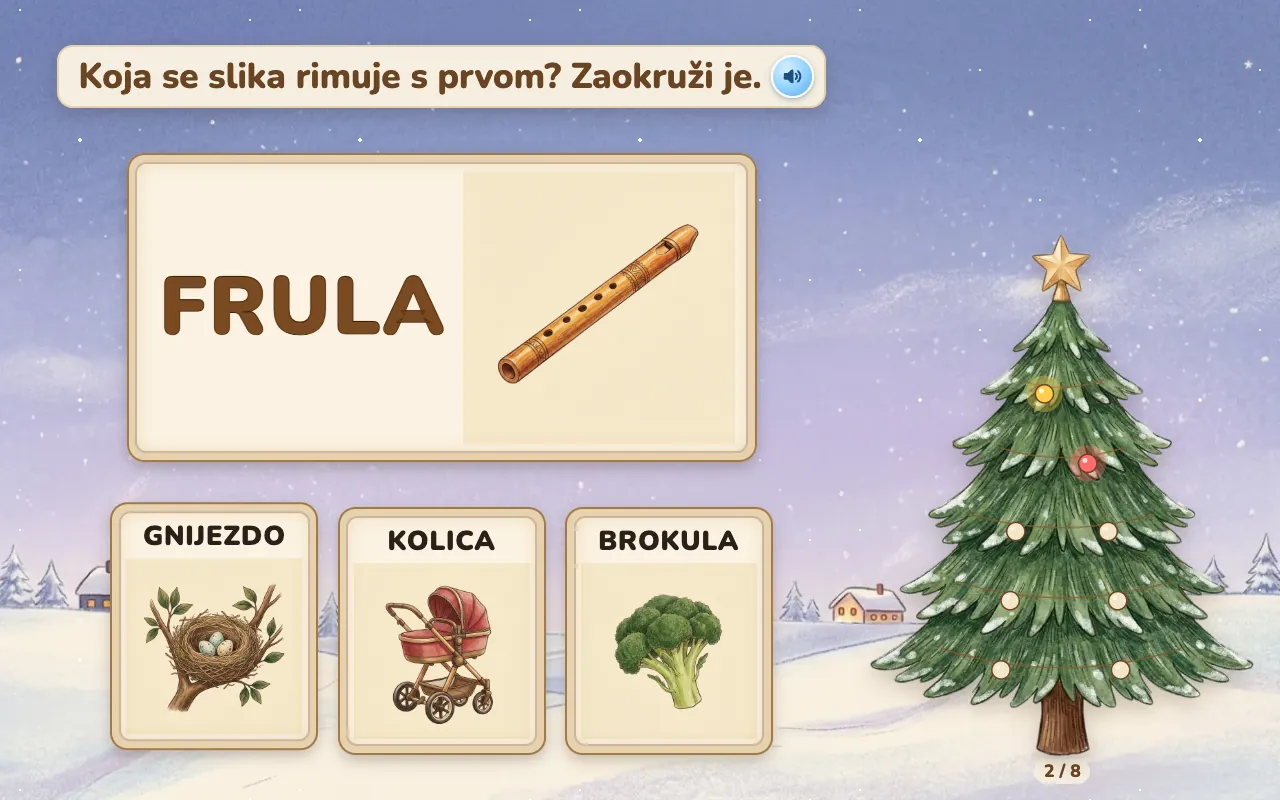 Koja se slika rimuje s prvom? Zaokruži je.
FRULA
GNIJEZDO
KOLICA
BROKULA
2 / 8